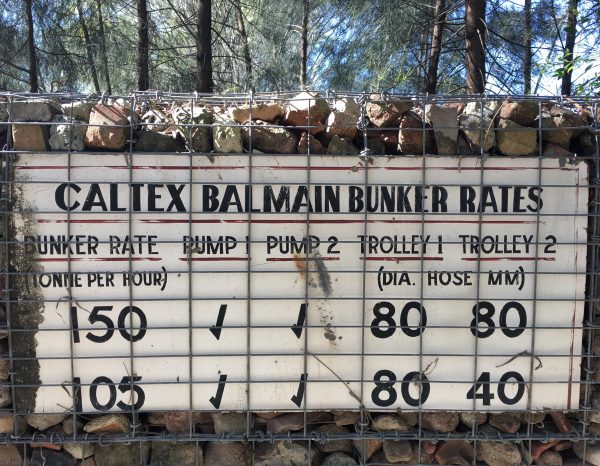 CALTEX BALMAIN BUNKER RATES
BUNKER RATE PUMP 1 PUMP 2 TROLLEY 1 TROLLEY 2
(TONNE PER HOUR) (DIA. HOSE MM)
150 ✓ ✓ 80 80
105 ✓ ✓ 80 40